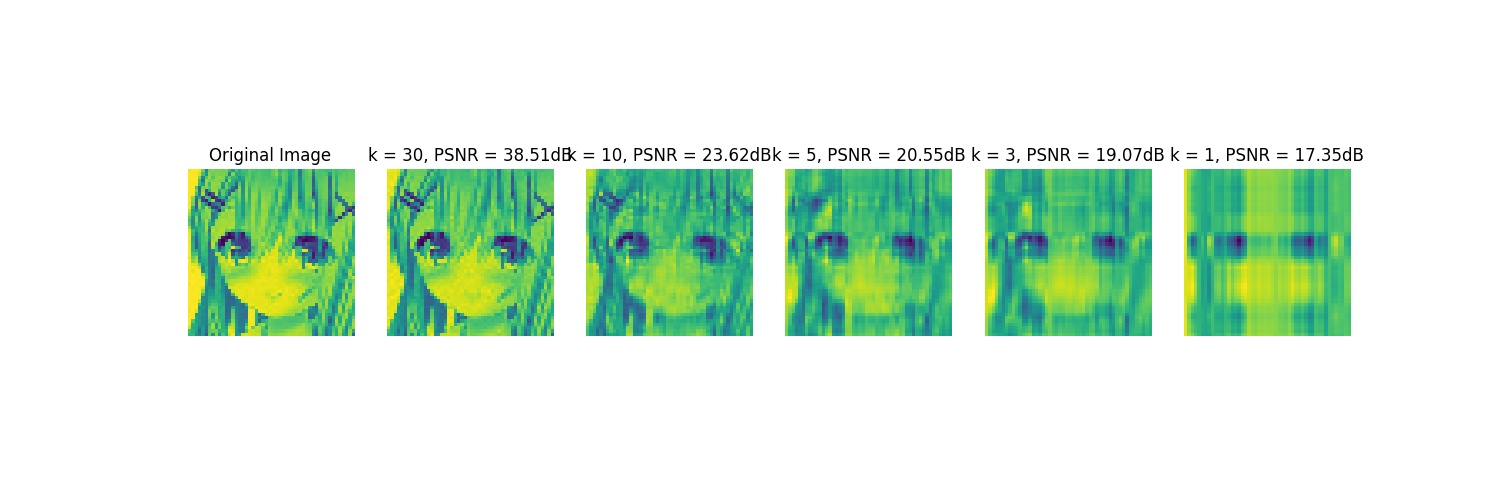 Original Image
k = 30, PSNR = 38.51dB
k = 10, PSNR = 23.62dB
k = 5, PSNR = 20.55dB
k = 3, PSNR = 19.07dB
k = 1, PSNR = 17.35dB